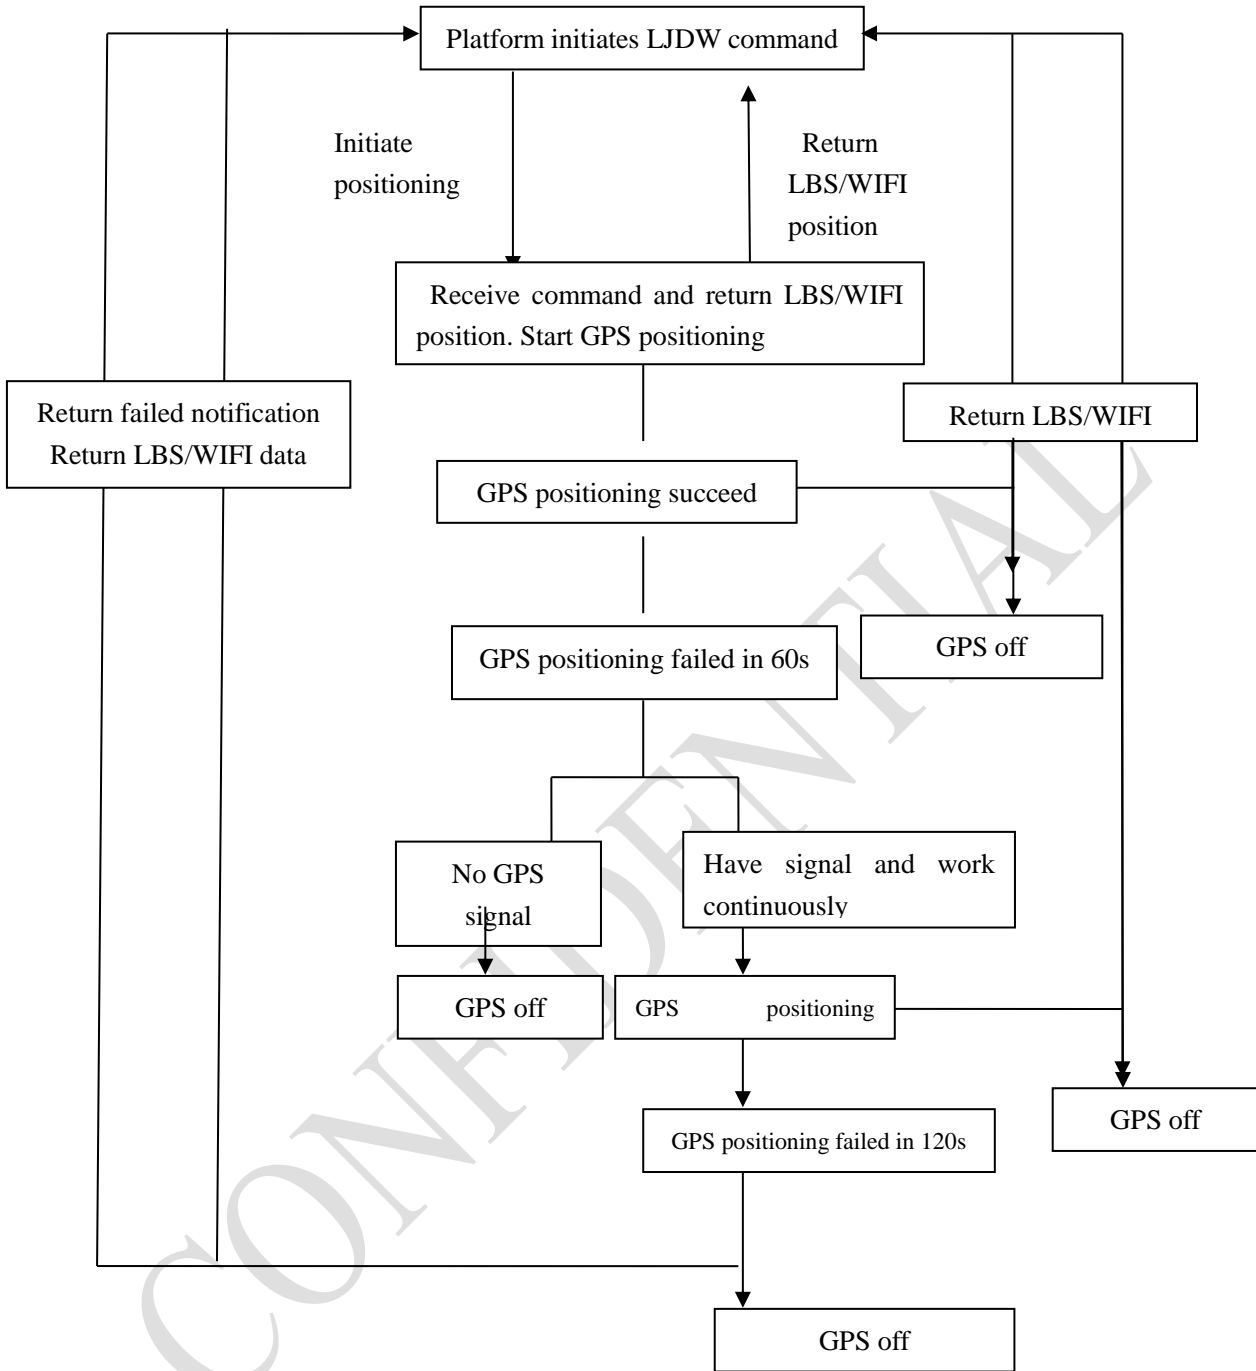 Platform initiates LJDW command
Initiate
positioning
Return
LBS/WIFI
position
Receive command and return LBS/WIFI
position. Start GPS positioning
Return failed notification
Return LBS/WIFI data
Return LBS/WIFI
GPS positioning succeed
GPS off
GPS positioning failed in 60s
No GPS
signal
Have signal and work
continuously
GPS off
GPS positioning
GPS off
GPS positioning failed in 120s
GPS off
CONFIDENTIAL